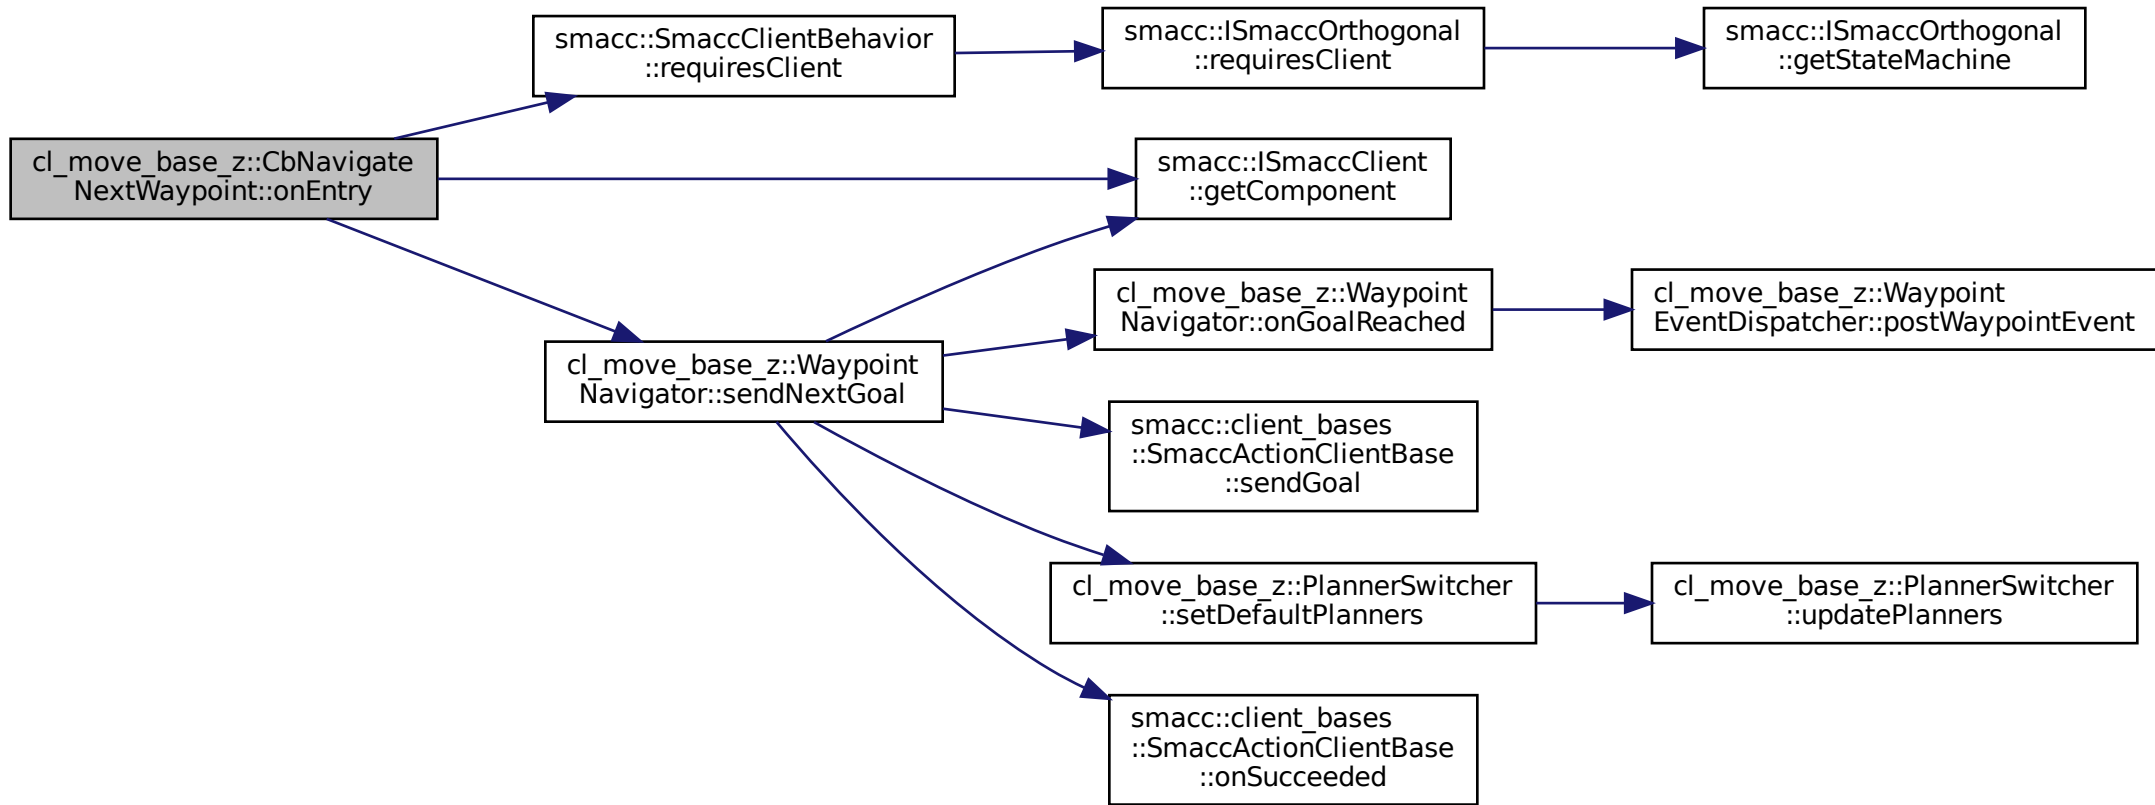 smacc::SmaccClientBehavior
::requiresClient
smacc::ISmaccOrthogonal
::requiresClient
smacc::ISmaccOrthogonal
::getStateMachine
cl_move_base_z::CbNavigate
NextWaypoint::onEntry
smacc::ISmaccClient
::getComponent
cl_move_base_z::Waypoint
Navigator::onGoalReached
cl_move_base_z::Waypoint
EventDispatcher::postWaypointEvent
cl_move_base_z::Waypoint
Navigator::sendNextGoal
smacc::client_bases
::SmaccActionClientBase
::sendGoal
cl_move_base_z::PlannerSwitcher
::setDefaultPlanners
cl_move_base_z::PlannerSwitcher
::updatePlanners
smacc::client_bases
::SmaccActionClientBase
::onSucceeded